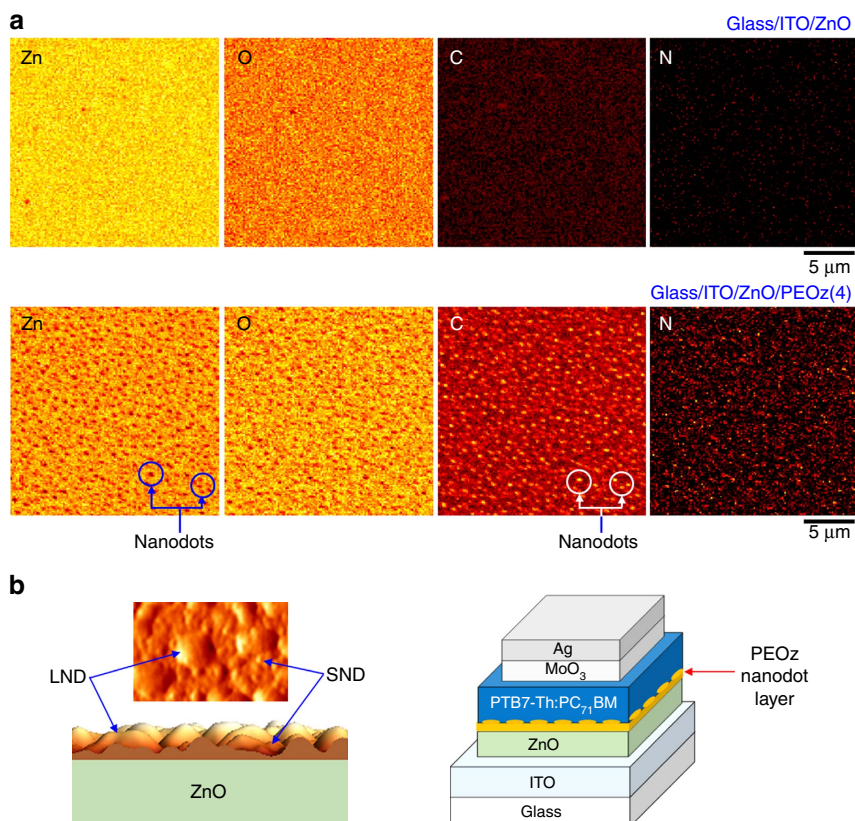 a
Glass/ITO/ZnO
Zn
O
C
N
5 μm
Glass/ITO/ZnO/PEOz(4)
Zn
O
C
N
Nanodots
Nanodots
5 μm
b
LND
SND
ZnO
Ag
MoO₃
PTB7-Th:PC₇₁BM
ZnO
ITO
Glass
PEOz
nanodot
layer